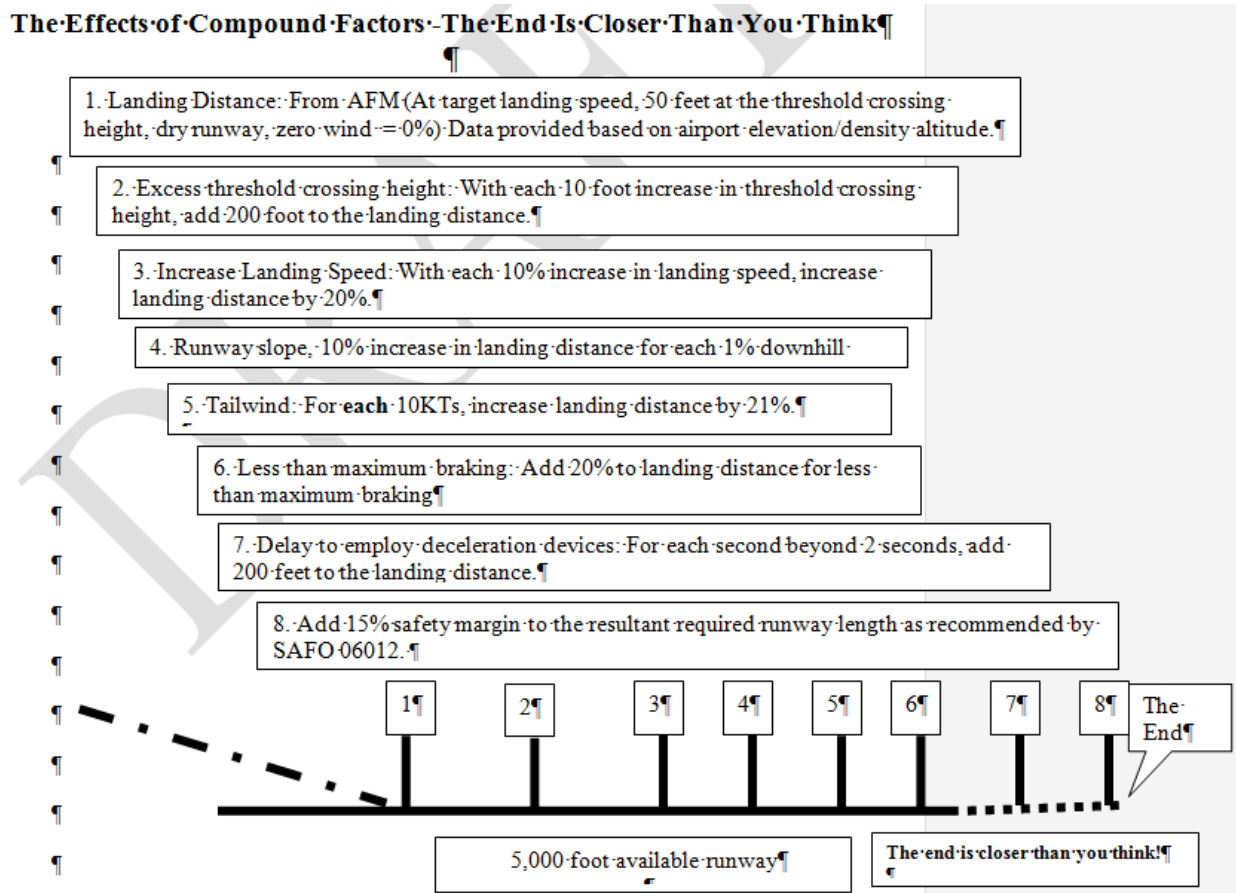 The·Effects·of·Compound·Factors·-The·End·Is·Closer·Than·You·Think¶
¶
1.·Landing·Distance:·From·AFM·(At·target·landing·speed,·50·feet·at·the·threshold·crossing·
height,·dry·runway,·zero·wind·=·0%)·Data·provided·based·on·airport·elevation/density·altitude.¶
¶
2.·Excess·threshold·crossing·height:·With·each·10·foot·increase·in·threshold·crossing·
height,·add·200·foot·to·the·landing·distance.¶
¶
¶
3.·Increase·Landing·Speed:·With·each·10%·increase·in·landing·speed,·increase·
landing·distance·by·20%.¶
¶
4.·Runway·slope,·10%·increase·in·landing·distance·for·each·1%·downhill·
¶
5.·Tailwind:·For·each·10KTs,·increase·landing·distance·by·21%.¶
¶
6.·Less·than·maximum·braking:·Add·20%·to·landing·distance·for·less·
than·maximum·braking¶
¶
¶
7.·Delay·to·employ·deceleration·devices:·For·each·second·beyond·2·seconds,·add·
200·feet·to·the·landing·distance.¶
¶
¶
8.·Add·15%·safety·margin·to·the·resultant·required·runway·length·as·recommended·by·
SAFO·06012.·¶
¶
1¶ 2¶ 3¶ 4¶ 5¶ 6¶ 7¶ 8¶ The·
End¶
¶
¶
¶
5,000·foot·available·runway¶
The·end·is·closer·than·you·think!¶
¶
¶
DRAFT